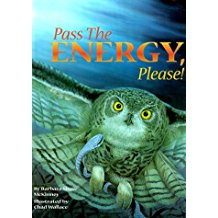 Pass The
ENERGY,
Please!
By Barbara Shaw
McKinney
Illustrated by
Chad Wallace